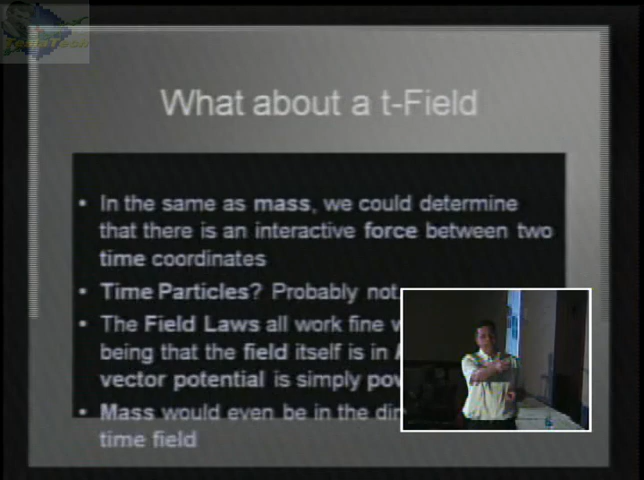 TeslaTech
What about a t-Field
• In the same as mass, we could determine
that there is an interactive force between two
time coordinates
• Time Particles? Probably not.
• The Field Laws all work fine
being that the field itself is in
vector potential is simply
• Mass would even be in the
time field